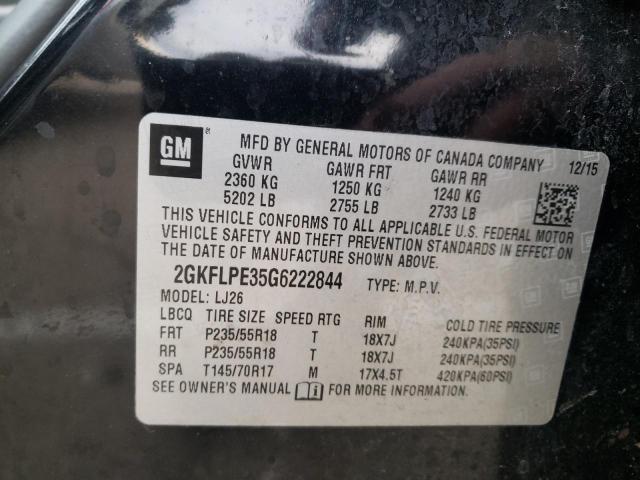 GM
MFD BY GENERAL MOTORS OF CANADA COMPANY
GVWR GAWR FRT GAWR RR 12/15
2360 KG 1250 KG 1240 KG
5202 LB 2755 LB 2733 LB
THIS VEHICLE CONFORMS TO ALL APPLICABLE U.S. FEDERAL MOTOR
VEHICLE SAFETY AND THEFT PREVENTION STANDARDS IN EFFECT ON
THE DATE OF MANUFACTURE SHOWN ABOVE.
2GKFLPE35G6222844 TYPE: M.P.V.
MODEL: LJ26
LBCQ TIRE SIZE SPEED RTG RIM COLD TIRE PRESSURE
FRT P235/55R18 T 18X7J 240KPA(35PSI)
RR P235/55R18 T 18X7J 240KPA(35PSI)
SPA T145/70R17 M 17X4.5T 420KPA(60PSI)
SEE OWNER'S MANUAL FOR MORE INFORMATION.